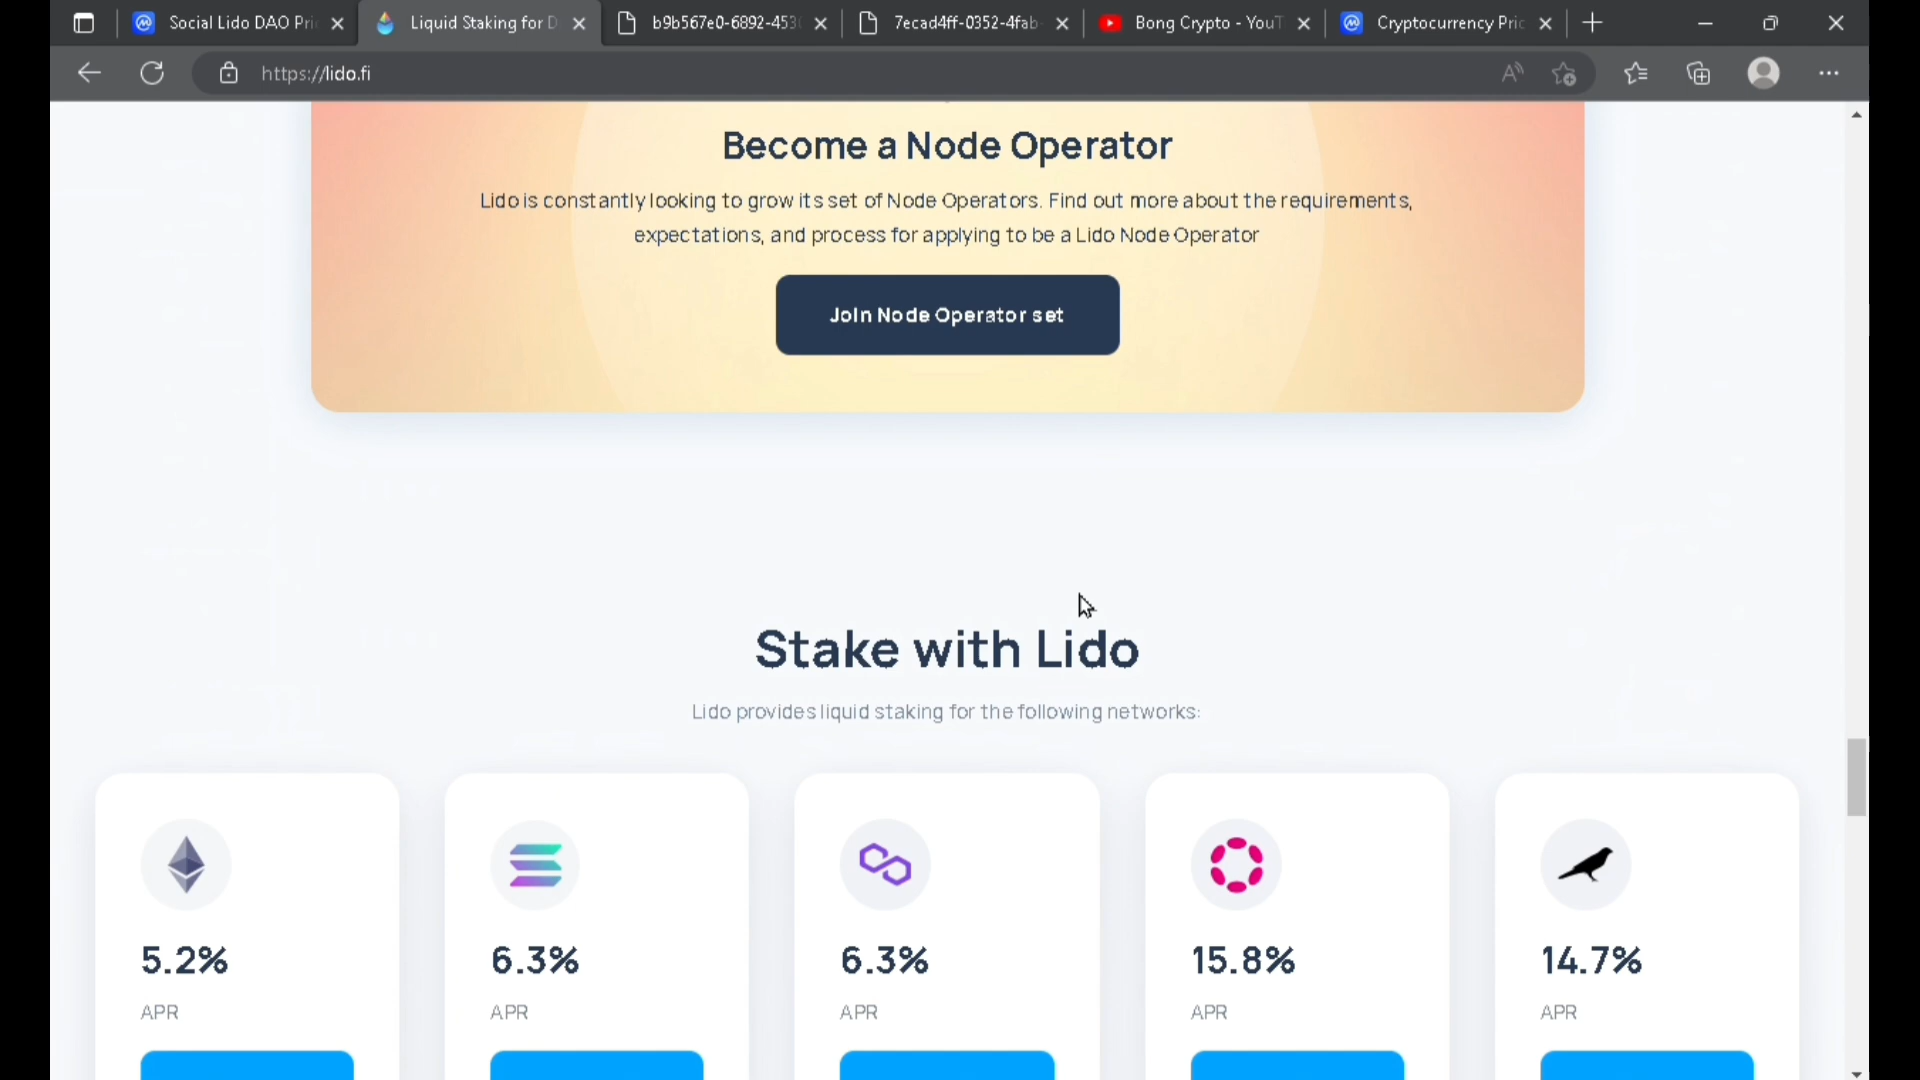 Social Lido DAO Pri
Liquid Staking for D
b9b567e0-6892-453
7ecad4ff-0352-4fab-
Bong Crypto - YouT
Cryptocurrency Pric
https://lido.fi
Become a Node Operator
Lido is constantly looking to grow its set of Node Operators. Find out more about the requirements,
expectations, and process for applying to be a Lido Node Operator
Join Node Operator set
Stake with Lido
Lido provides liquid staking for the following networks:
5.2%
6.3%
6.3%
15.8%
14.7%
APR
APR
APR
APR
APR